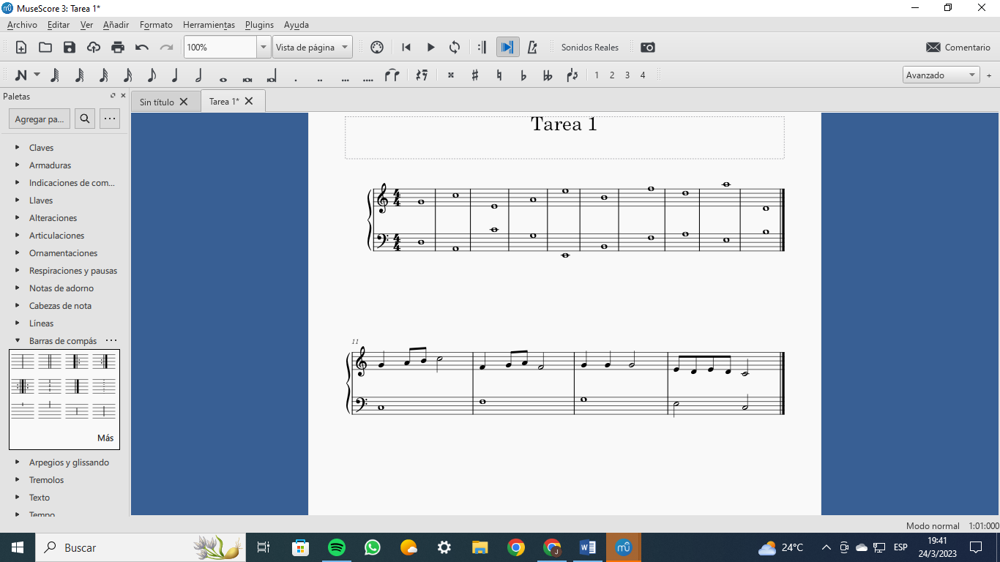 MuseScore 3: Tarea 1*
Archivo Editar Ver Añadir Formato Herramientas Plugins Ayuda
100% Vista de página Sonidos Reales Comentario
1 2 3 4 Avanzado +
Paletas
Sin título Tarea 1*
Agregar pa... ...
Tarea 1
Claves
Armaduras
Indicaciones de com...
Llaves
Alteraciones
Articulaciones
Ornamentaciones
Respiraciones y pausas
Notas de adorno
Cabezas de nota
Líneas
Barras de compás ...
Más
Arpegios y glissando
Tremolos
Texto
Tempo
4
4
4
4
11
Modo normal 1:01:000
Buscar
24°C ESP
19:41
24/3/2023